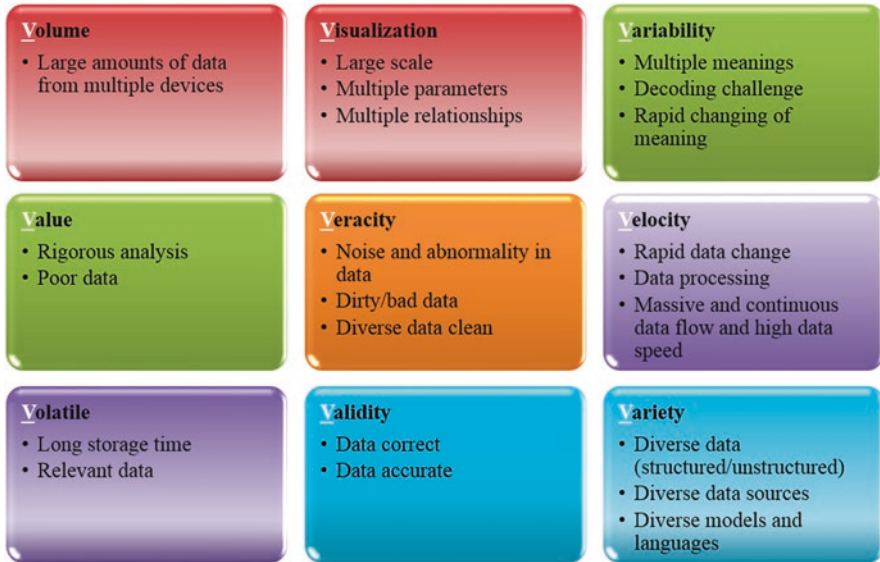 Volume
• Large amounts of data
from multiple devices
Visualization
• Large scale
• Multiple parameters
• Multiple relationships
Variability
• Multiple meanings
• Decoding challenge
• Rapid changing of
meaning
Value
• Rigorous analysis
• Poor data
Veracity
• Noise and abnormality in
data
• Dirty/bad data
• Diverse data clean
Velocity
• Rapid data change
• Data processing
• Massive and continuous
data flow and high data
speed
Volatile
• Long storage time
• Relevant data
Validity
• Data correct
• Data accurate
Variety
• Diverse data
(structured/unstructured)
• Diverse data sources
• Diverse models and
languages